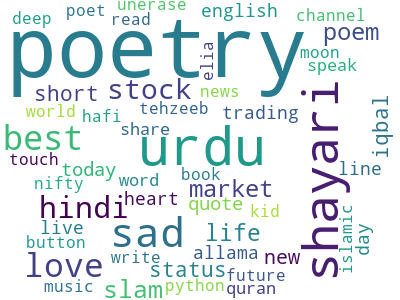 deep poet unerase english channel
poetry read elia moon poem
speak
short stock news
world hafi tehzeeb trading
best share urdu shayari iqbal
touch today word book line
nifty heart market
hindi quote kid islamic
live sad life day
button write allama new
love status future
music slam python quran